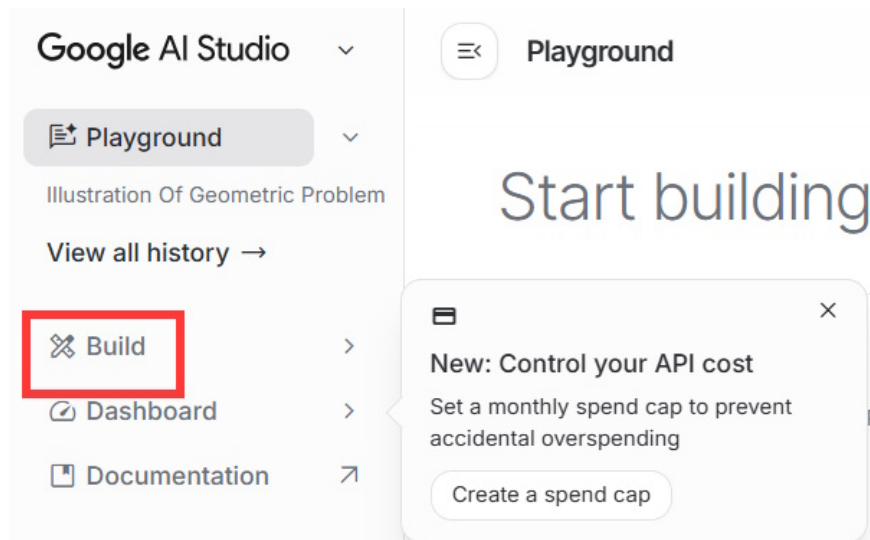 Google AI Studio
Playground
Playground
Illustration Of Geometric Problem
View all history →
Build
Dashboard
Documentation
Start building
New: Control your API cost
Set a monthly spend cap to prevent
accidental overspending
Create a spend cap